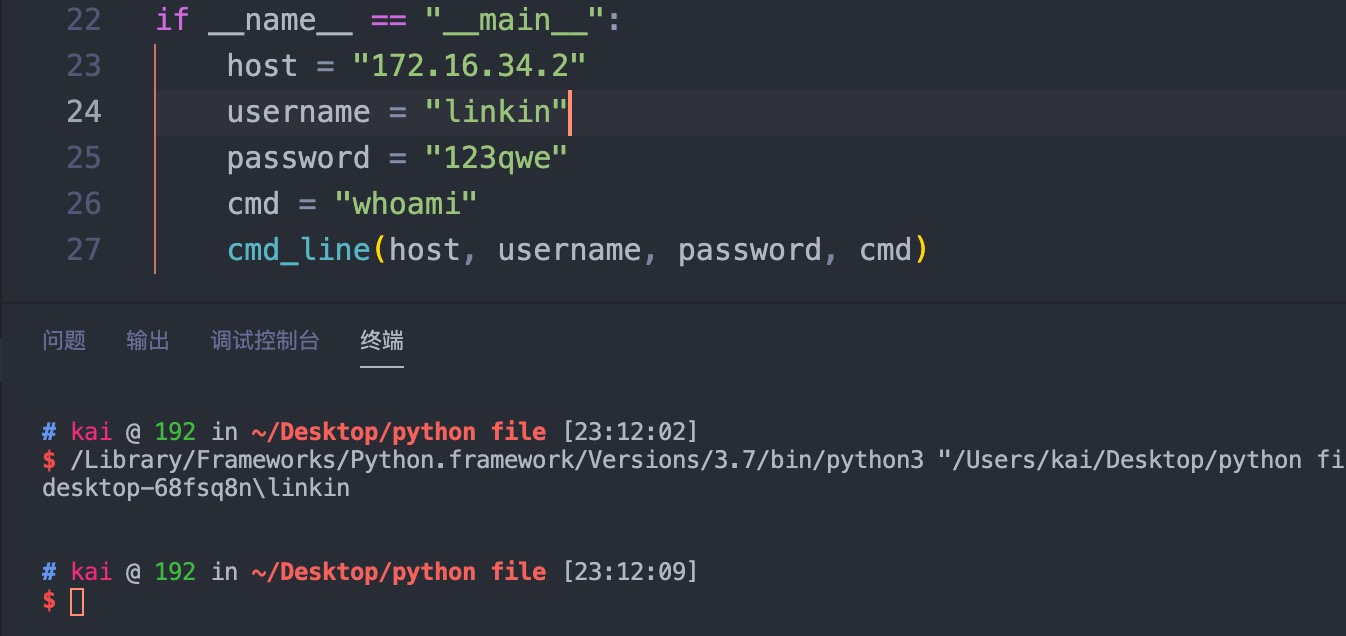 22 if __name__ == "__main__":
23 host = "172.16.34.2"
24 username = "linkin"
25 password = "123qwe"
26 cmd = "whoami"
27 cmd_line(host, username, password, cmd)
问题 输出 调试控制台 终端
# kai @ 192 in ~/Desktop/python file [23:12:02]
$ /Library/Frameworks/Python.framework/Versions/3.7/bin/python3 "/Users/kai/Desktop/python fi
desktop-68fsq8n\linkin
# kai @ 192 in ~/Desktop/python file [23:12:09]
$